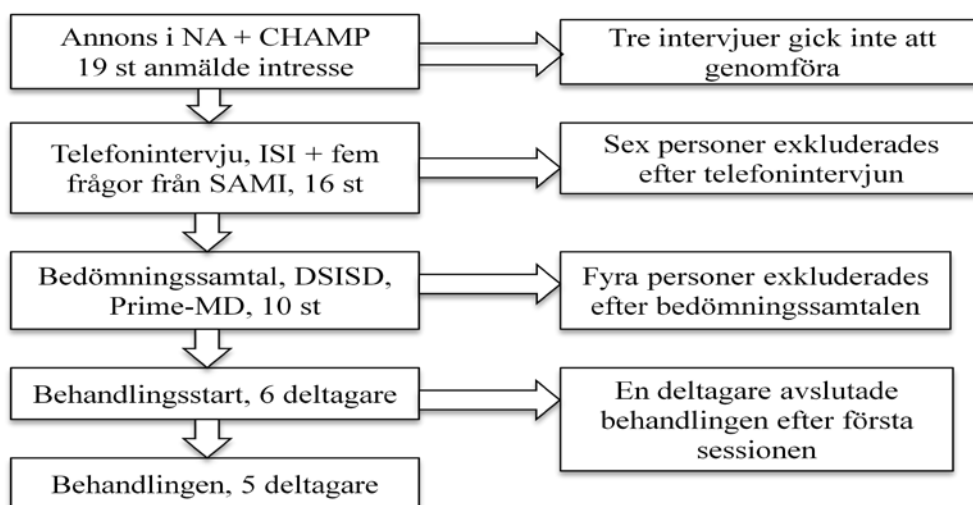 Annons i NA + CHAMP
19 st anmälde intresse
Tre intervjuer gick inte att
genomföra
Telefonintervju, ISI + fem
frågor från SAMI, 16 st
Sex personer exkluderades
efter telefonintervjun
Bedömningssamtal, DSISD,
Prime-MD, 10 st
Fyra personer exkluderades
efter bedömningssamtalen
Behandlingsstart, 6 deltagare
En deltagare avslutade
behandlingen efter första
sessionen
Behandlingen, 5 deltagare